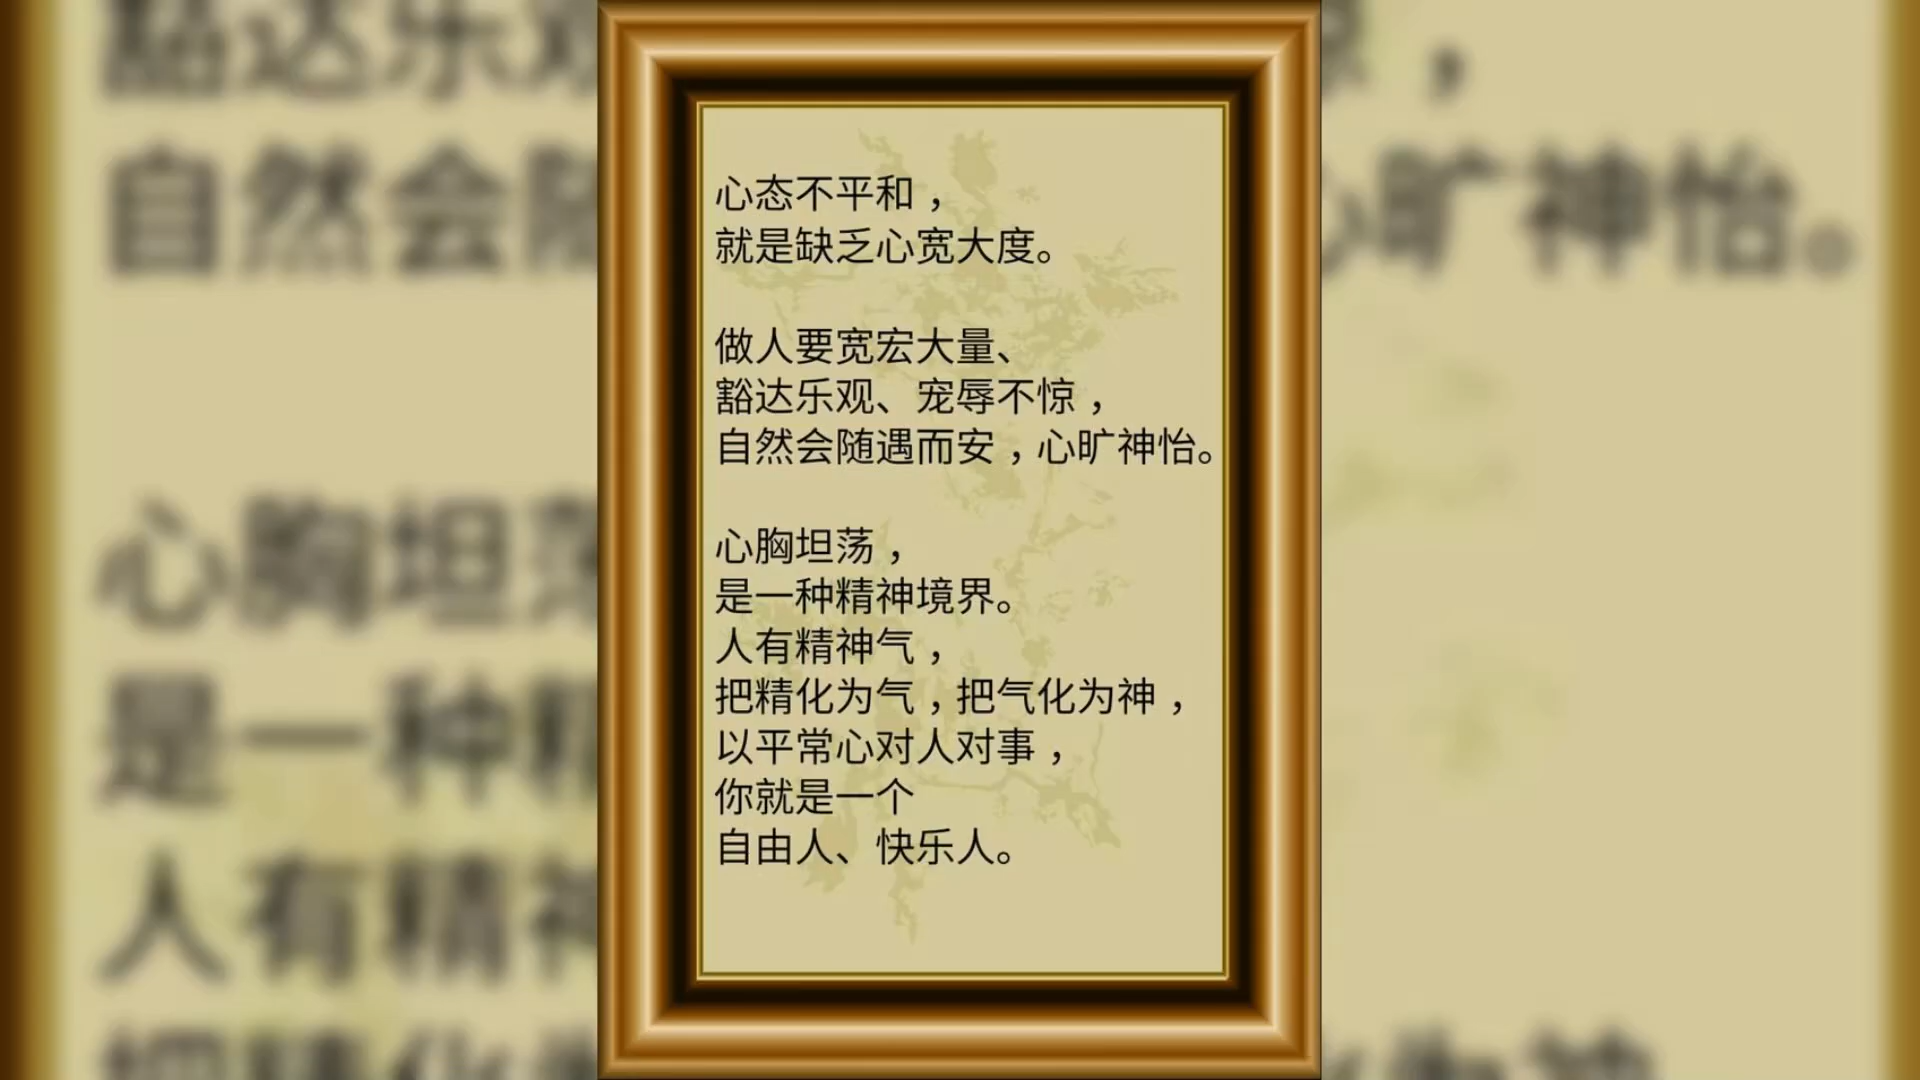 心态不平和，
就是缺乏心宽大度。
做人要宽宏大量、
豁达乐观、宠辱不惊，
自然会随遇而安，心旷神怡。
心胸坦荡，
是一种精神境界。
人有精神气，
把精化为气，把气化为神，
以平常心对人对事，
你就是一个
自由人、快乐人。